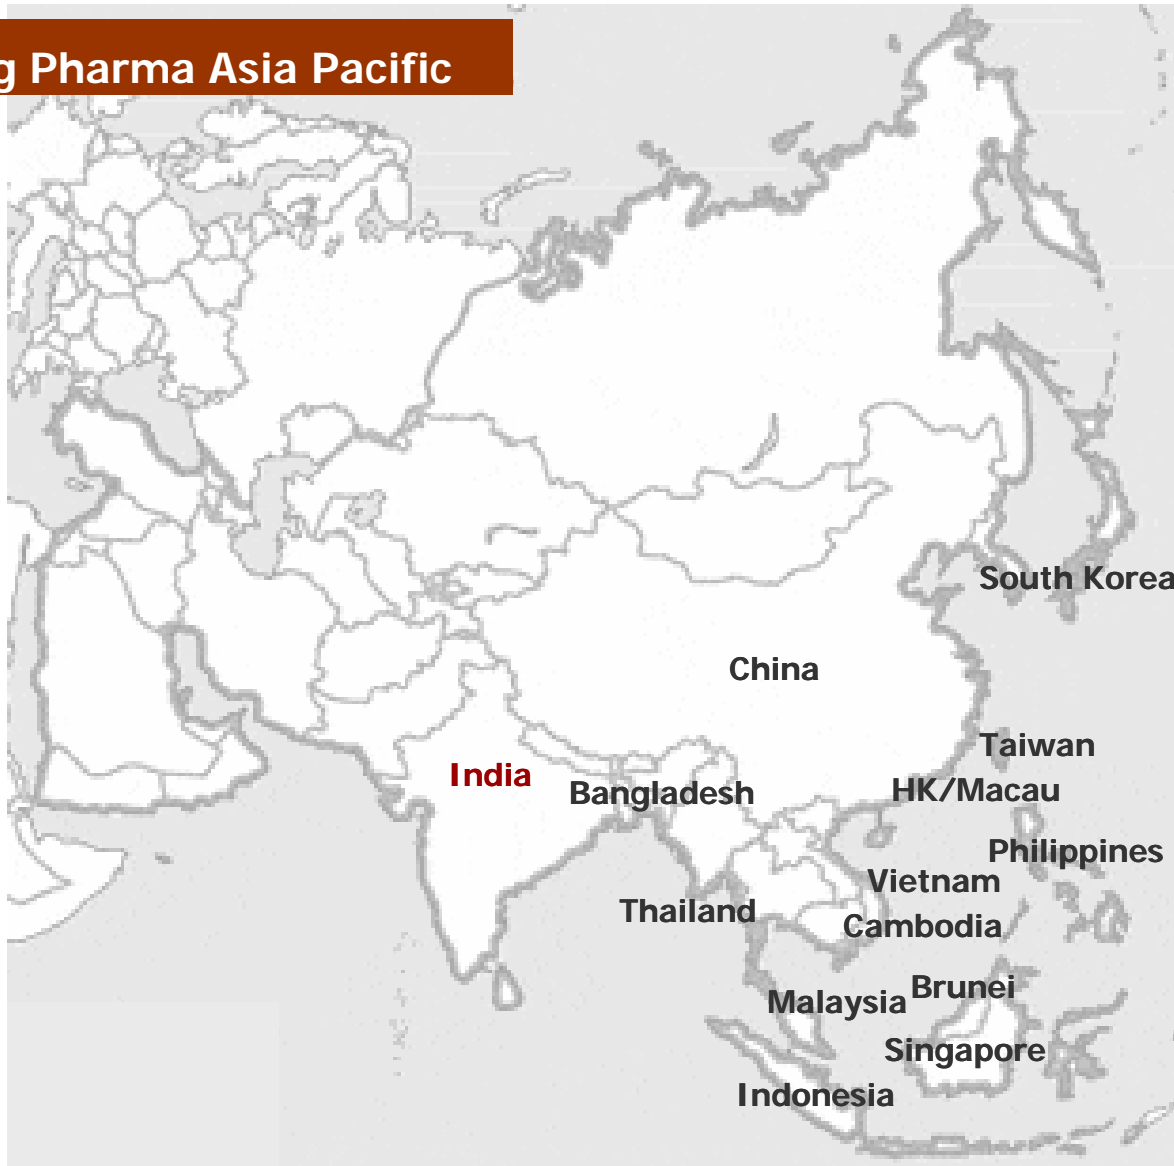 g Pharma Asia Pacific
South Korea
China
Taiwan
India
Bangladesh
HK/Macau
Philippines
Vietnam
Thailand
Cambodia
Brunei
Malaysia
Singapore
Indonesia